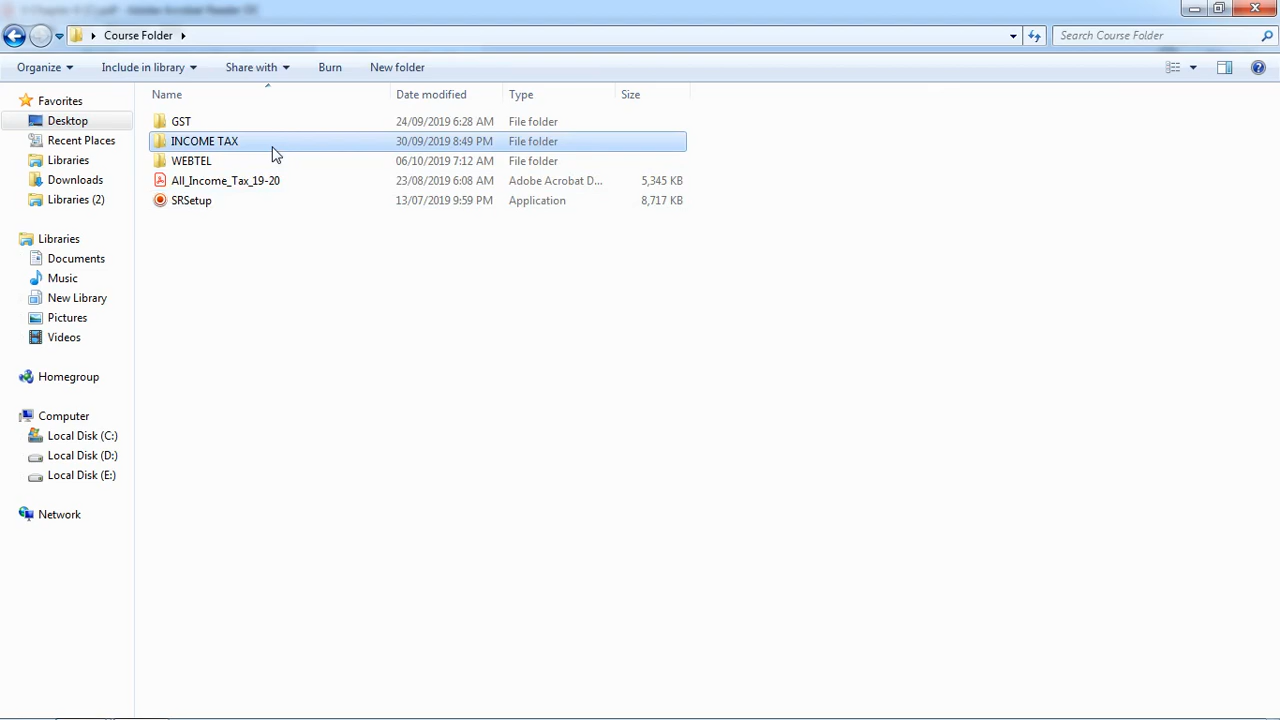 Adobe Acrobat Reader DC
Course Folder
Search Course Folder
Organize Include in library Share with Burn New folder
Name Date modified Type Size
Favorites
Desktop
Recent Places
Libraries
Downloads
Libraries (2)
Libraries
Documents
Music
New Library
Pictures
Videos
Homegroup
Computer
Local Disk (C:)
Local Disk (D:)
Local Disk (E:)
Network
GST 24/09/2019 6:28 AM File folder
INCOME TAX 30/09/2019 8:49 PM File folder
WEBTEL 06/10/2019 7:12 AM File folder
All_Income_Tax_19-20 23/08/2019 6:08 AM Adobe Acrobat D... 5,345 KB
SRSetup 13/07/2019 9:59 PM Application 8,717 KB